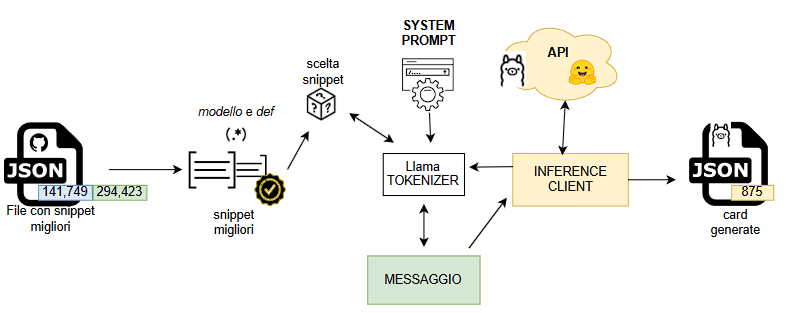 SYSTEM
PROMPT
API
scelta
snippet
? ? ?
modello e def
(.*)
JSON
141,749 294,423
File con snippet
migliori
snippet
migliori
Llama
TOKENIZER
INFERENCE
CLIENT
JSON
875
card
generate
MESSAGGIO